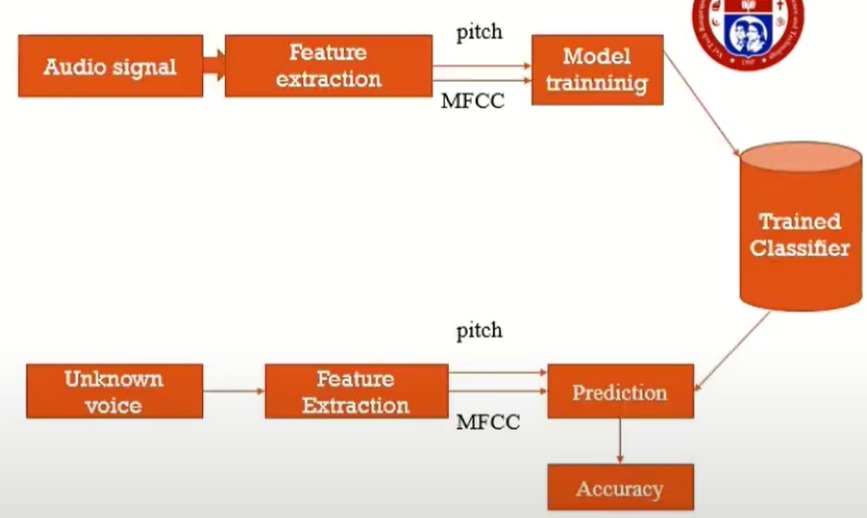 Audio signal
Feature
extraction
pitch
MFCC
Model
trainninig
Trained
Classifier
Unknown
voice
Feature
Extraction
pitch
MFCC
Prediction
Accuracy